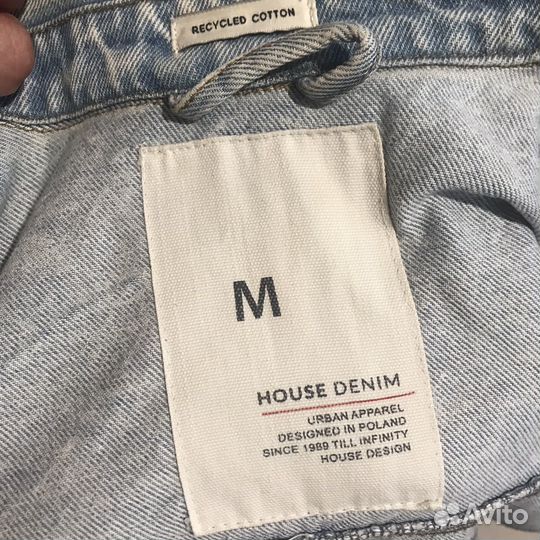 RECYCLED COTTON
M
HOUSE DENIM
URBAN APPAREL
DESIGNED IN POLAND
SINCE 1989 TILL INFINITY
HOUSE DESIGN
Avito